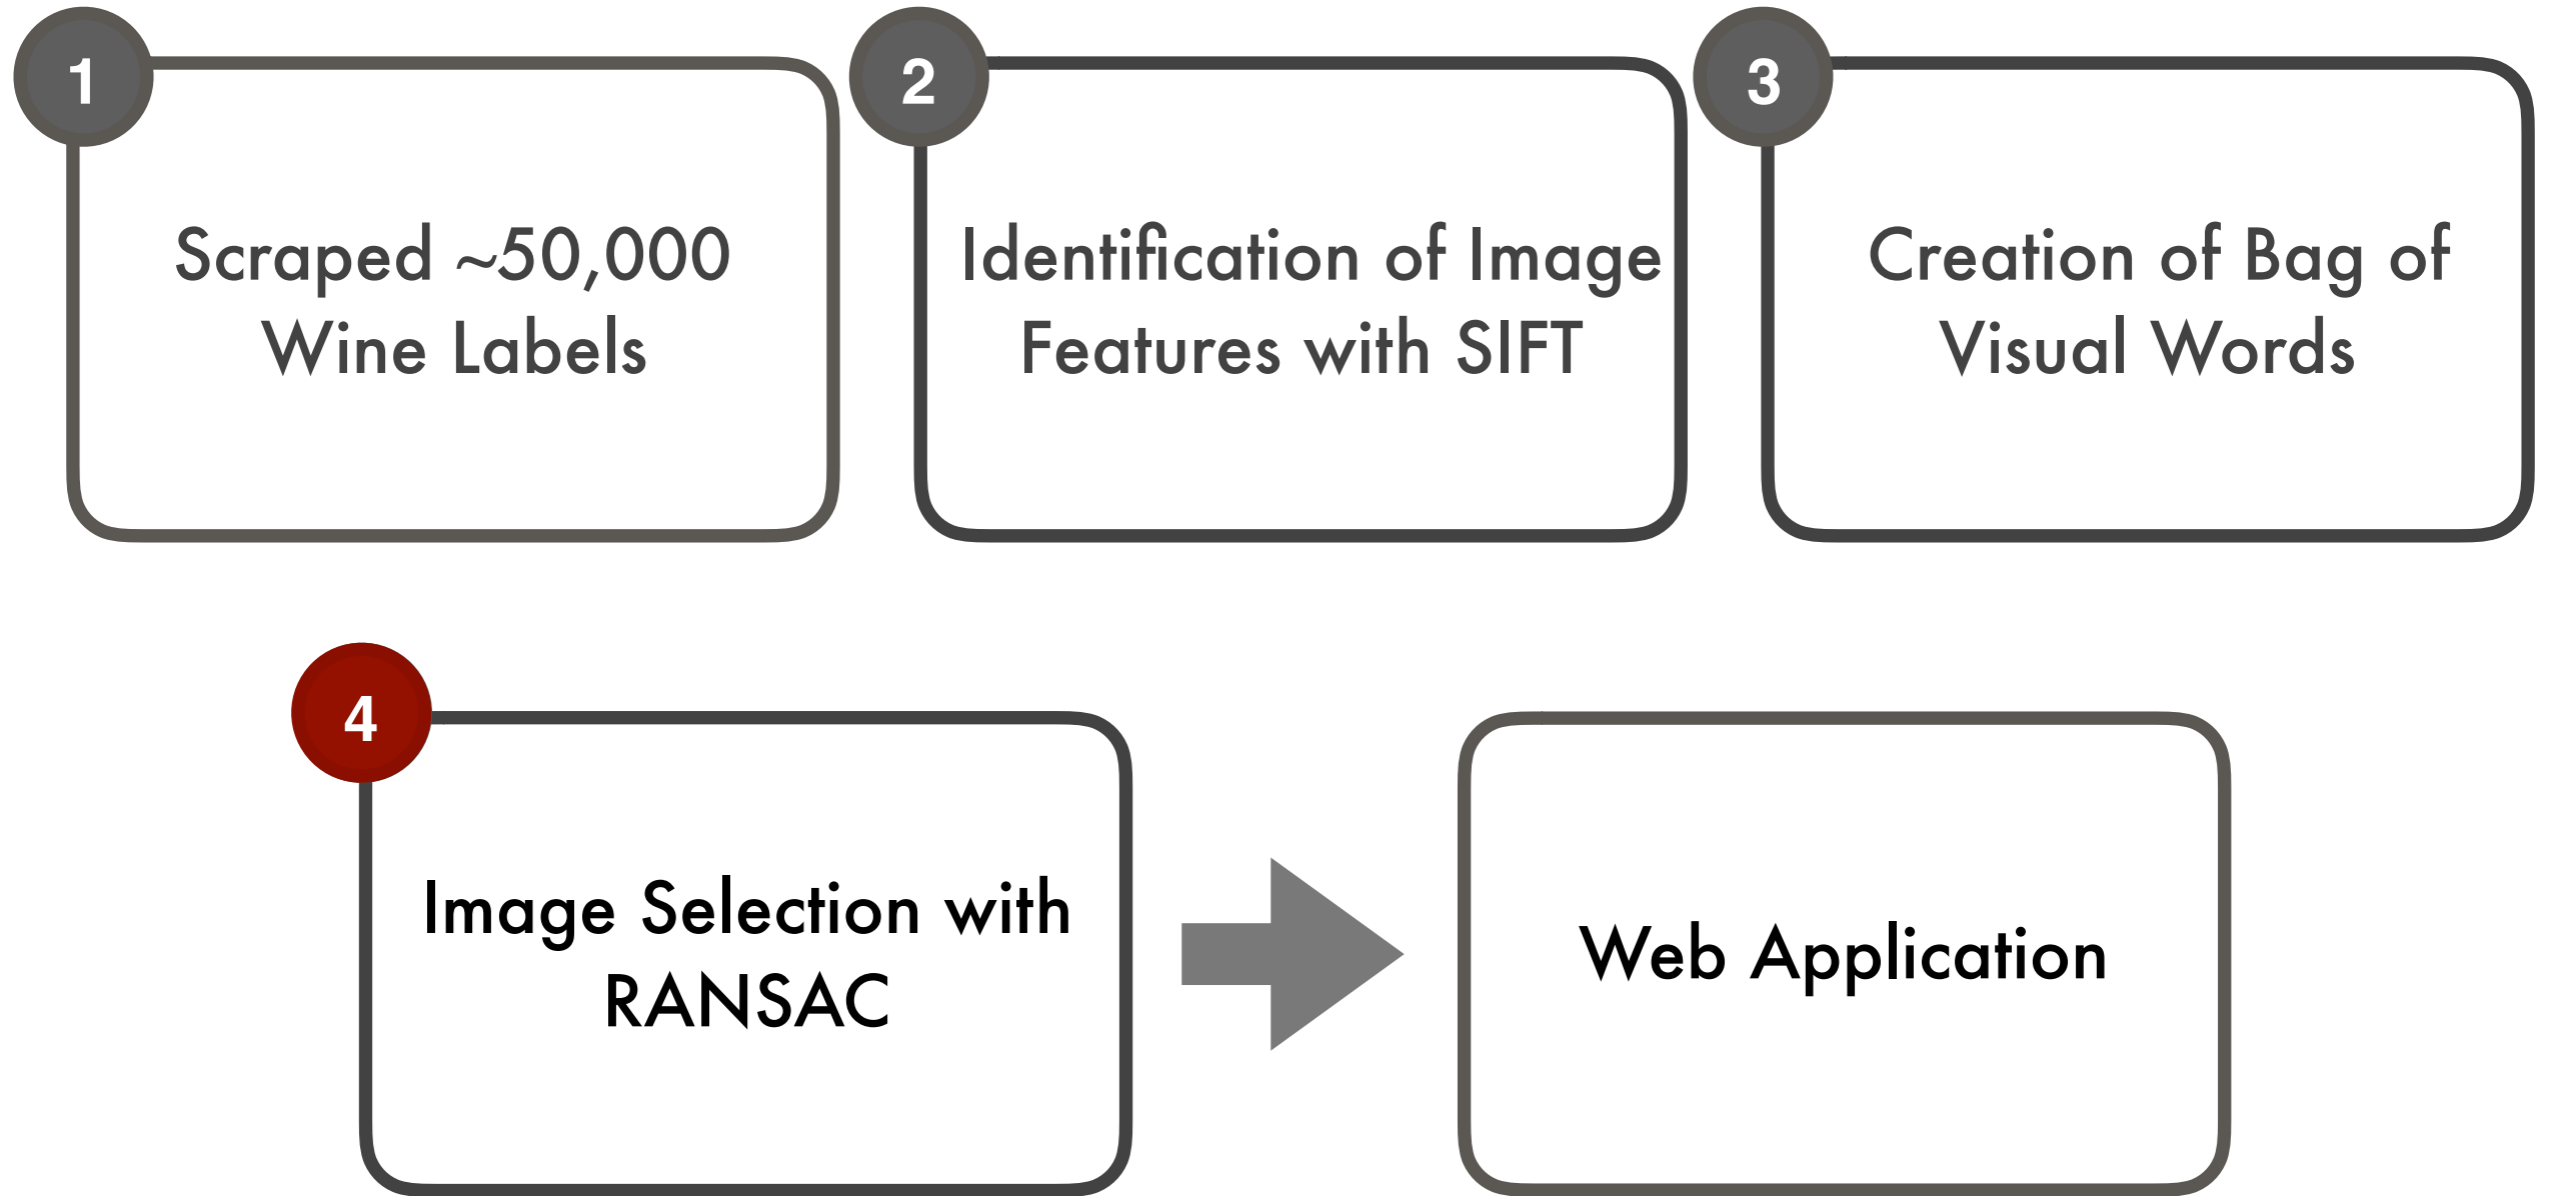 1
Scraped ~50,000
Wine Labels
2
Identification of Image
Features with SIFT
3
Creation of Bag of
Visual Words
4
Image Selection with
RANSAC
Web Application